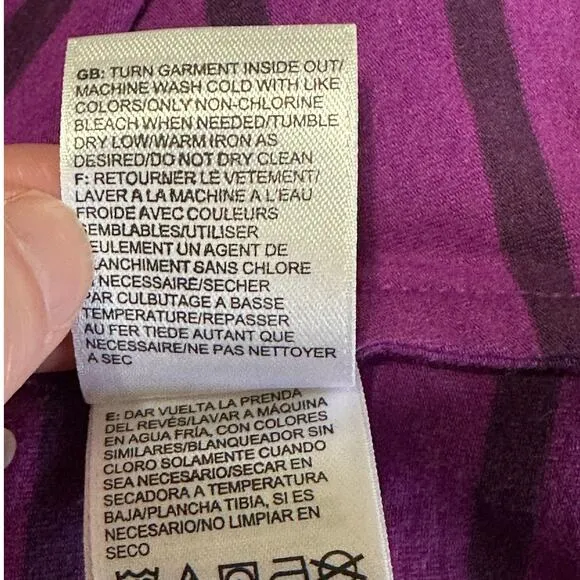 GB: TURN GARMENT INSIDE OUT/
MACHINE WASH COLD WITH LIKE
COLORS/ONLY NON-CHLORINE
BLEACH WHEN NEEDED/TUMBLE
DRY LOW/WARM IRON AS
DESIRED/DO NOT DRY CLEAN
F: RETOURNER LE VETEMENT/
LAVER A LA MACHINE A L'EAU
FROIDE AVEC COULEURS
SEMBLABLES/UTILISER
SEULEMENT UN AGENT DE
BLANCHIMENT SANS CHLORE
NECESSAIRE/SECHER
PAR CULBUTAGE A BASSE
TEMPERATURE/REPASSER
AU FER TIEDE AUTANT QUE
NECESSAIRE/NE PAS NETTOYER
A SEC
E: DAR VUELTA LA PRENDA
DEL REVÉS/LAVAR A MÁQUINA
EN AGUA FRÍA, CON COLORES
SIMILARES/BLANQUEADOR SIN
CLORO SOLAMENTE CUANDO
SEA NECESARIO/SECAR EN
SECADORA A TEMPERATURA
BAJA/PLANCHA TIBIA, SI ES
NECESARIO/NO LIMPIAR EN
SECO